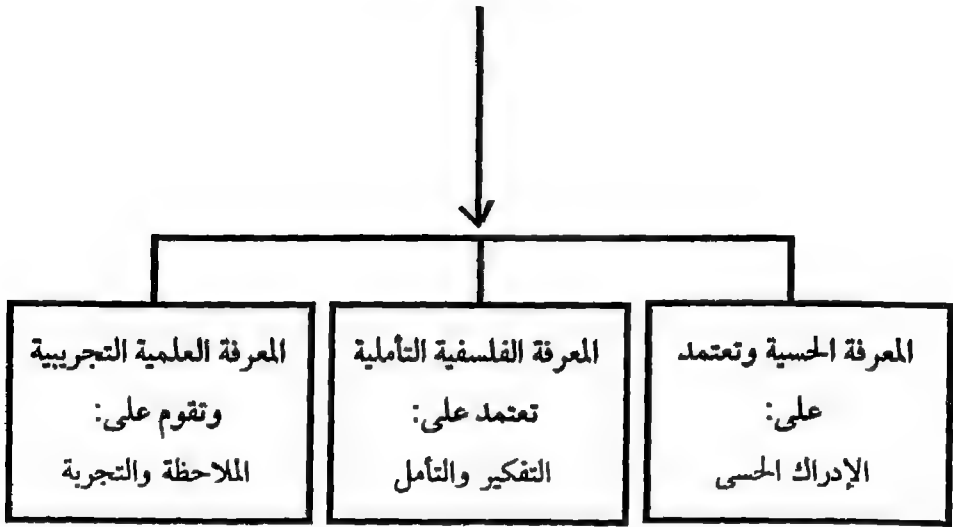 المعرفة الحسية وتعتمد
على:
الإدراك الحسى
المعرفة الفلسفية التأملية
تعتمد على:
التفكير والتأمل
المعرفة العلمية التجريبية
وتقوم على:
الملاحظة والتجربة